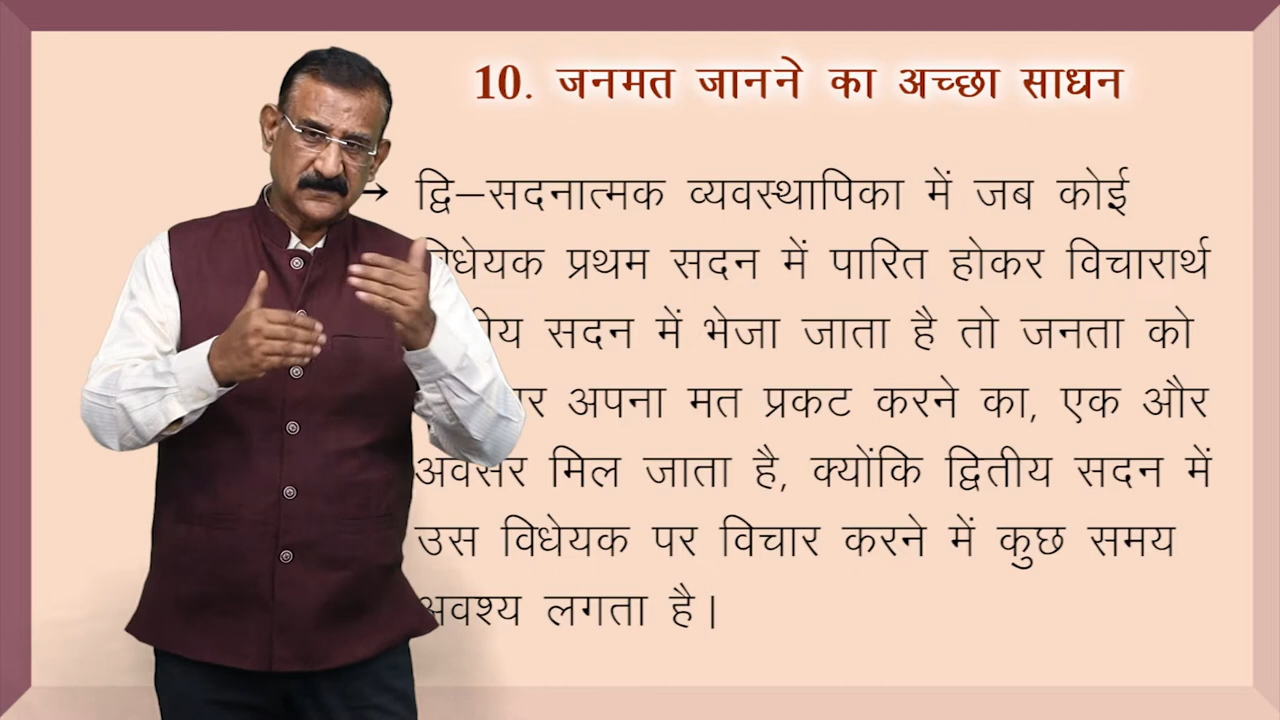 10. जनमत जानने का अच्छा साधन
→ द्वि–सदनात्मक व्यवस्थापिका में जब कोई
विधेयक प्रथम सदन में पारित होकर विचारार्थ
सदन में भेजा जाता है तो जनता को
अपना मत प्रकट करने का, एक और
अवसर मिल जाता है, क्योंकि द्वितीय सदन में
उस विधेयक पर विचार करने में कुछ समय
अवश्य लगता है।